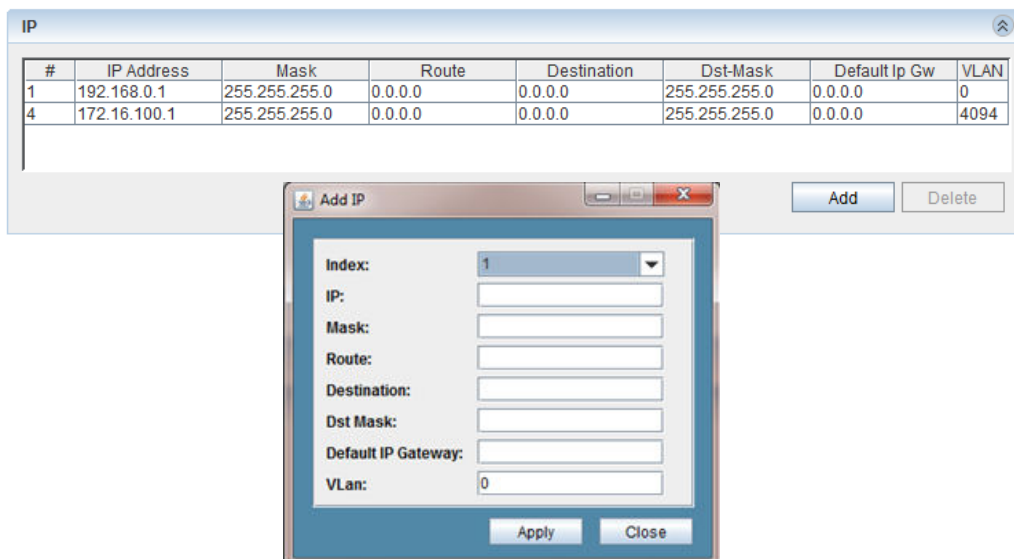 IP
# IP Address Mask Route Destination Dst-Mask Default Ip Gw VLAN
1 192.168.0.1 255.255.255.0 0.0.0.0 0.0.0.0 255.255.255.0 0.0.0.0 0
4 172.16.100.1 255.255.255.0 0.0.0.0 0.0.0.0 255.255.255.0 0.0.0.0 4094
Add Delete
Add IP
Index: 1
IP:
Mask:
Route:
Destination:
Dst Mask:
Default IP Gateway:
VLan: 0
Apply Close